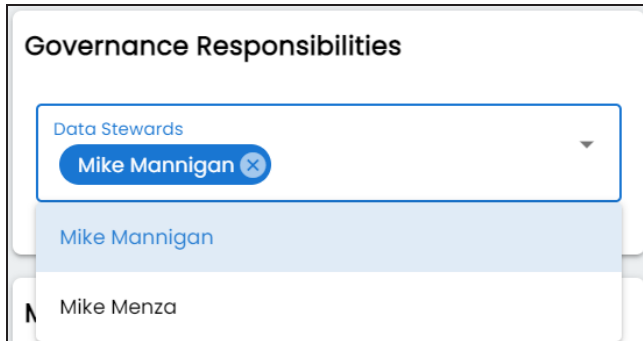 Governance Responsibilities
Data Stewards
Mike Mannigan
Mike Mannigan
Mike Menza